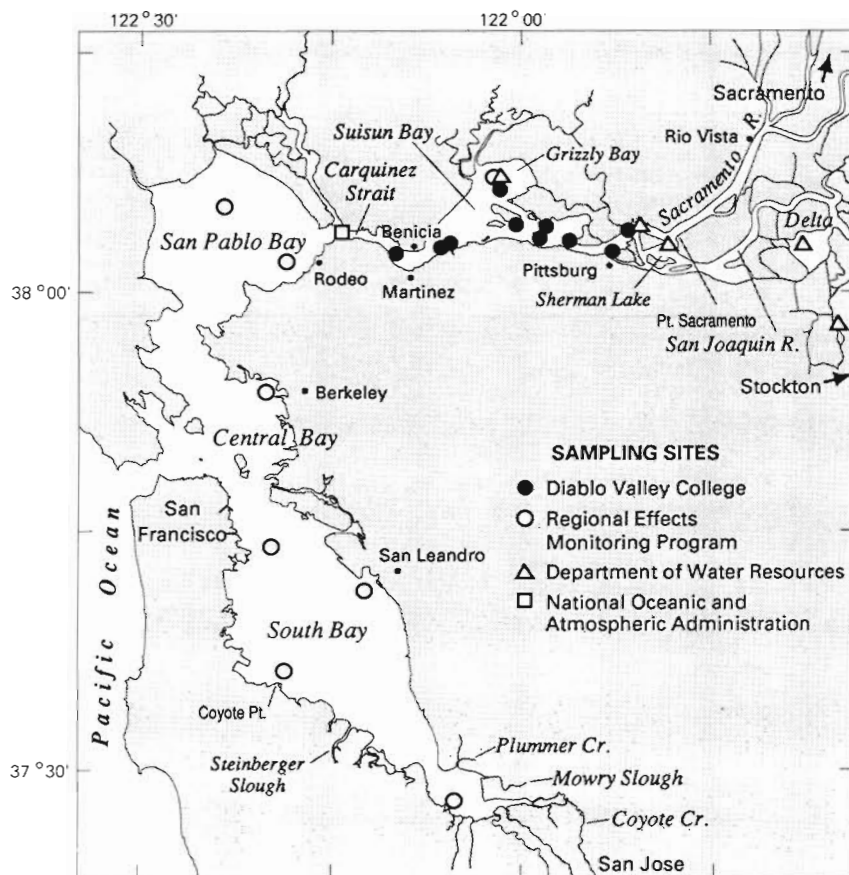 122°30'
122°00'
Sacramento
Rio Vista
Sacramento R.
Suisun Bay
Grizzly Bay
Carquinez
Strait
Benicia
Delta
San Pablo Bay
Rodeo
Martinez
Pittsburg
Sherman Lake
Pt. Sacramento
San Joaquin R.
38°00'
Stockton
Berkeley
Central Bay
San
Francisco
San Leandro
South Bay
Pacific Ocean
Coyote Pt.
Steinberger
Slough
Plummer Cr.
Mowry Slough
37°30'
Coyote Cr.
San Jose
SAMPLING SITES
Diablo Valley College
Regional Effects
Monitoring Program
Department of Water Resources
National Oceanic and
Atmospheric Administration